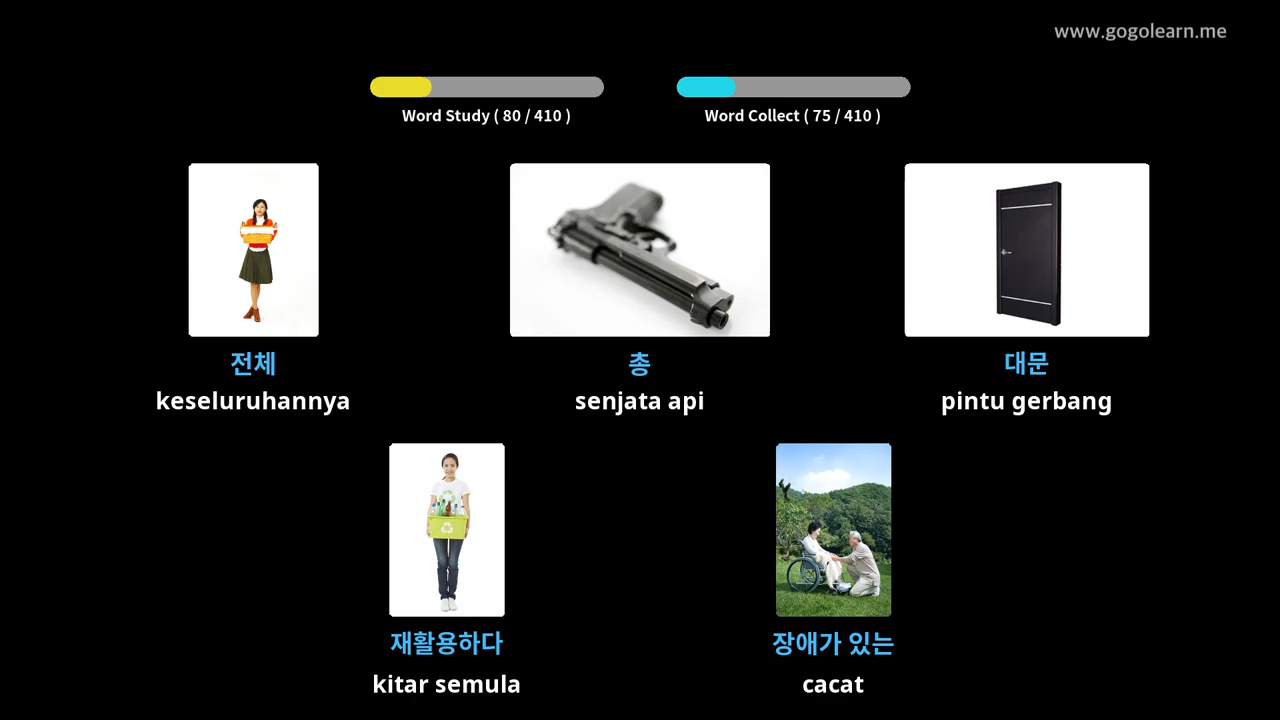 www.gogolearn.me
Word Study ( 80 / 410 )
Word Collect ( 75 / 410 )
전체
keseluruhannya
총
senjata api
대문
pintu gerbang
재활용하다
kitar semula
장애가 있는
cacat